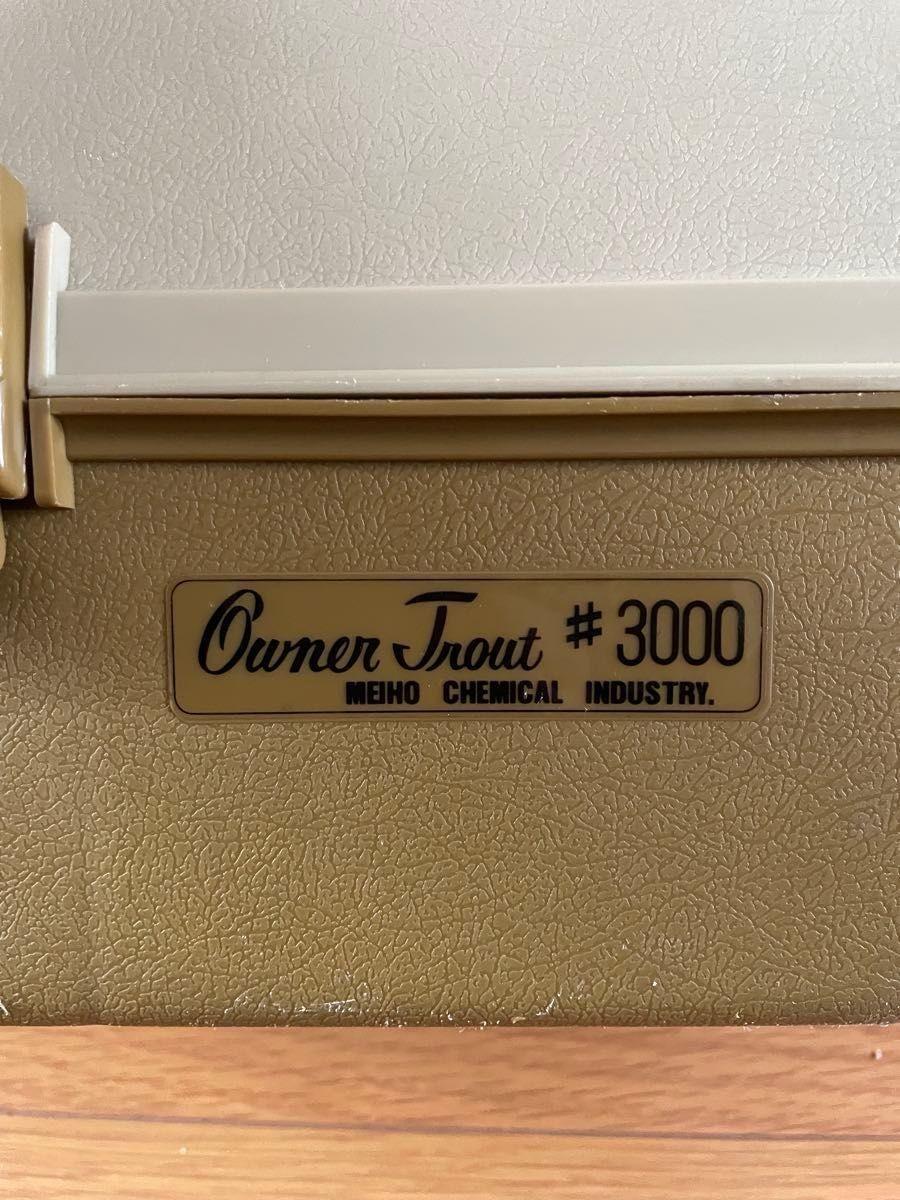 Owner Trout #3000
MEIHO CHEMICAL INDUSTRY.